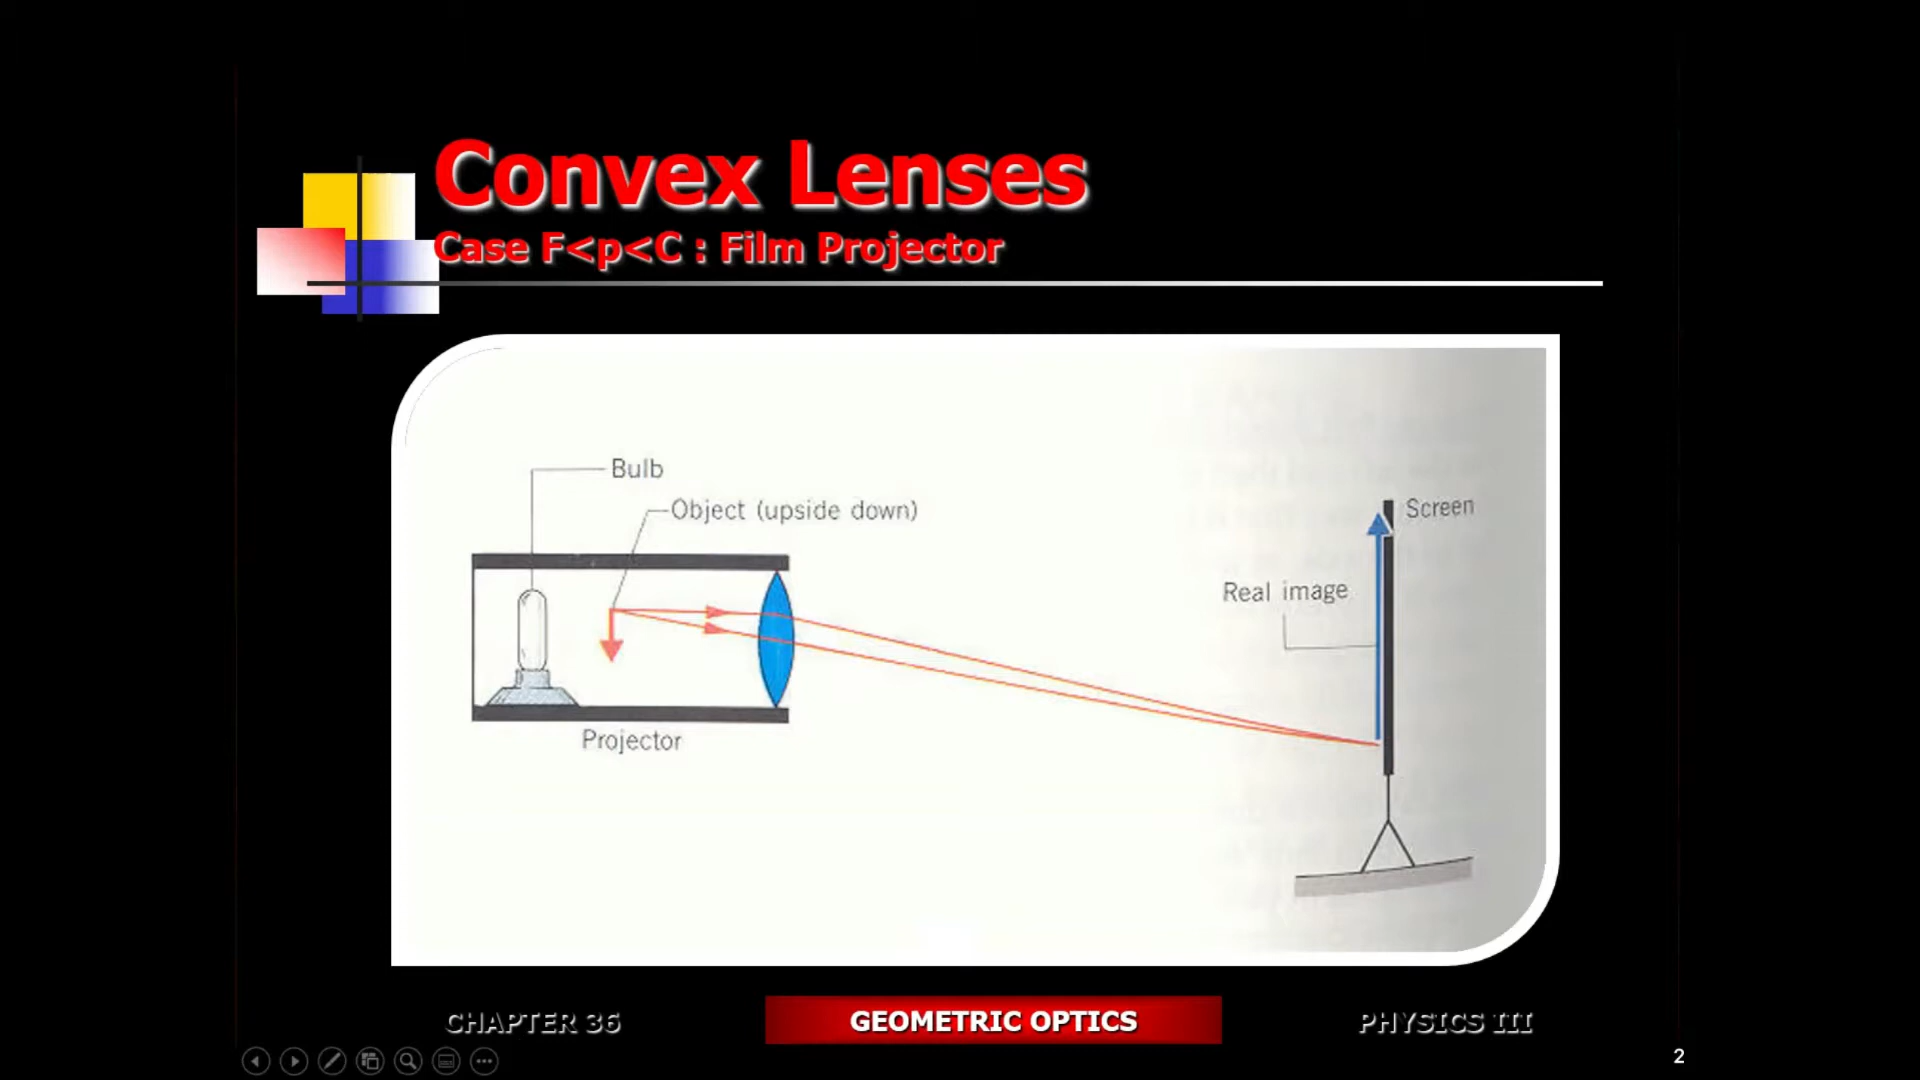 Convex Lenses
Case F<p<C : Film Projector
Bulb
Object (upside down)
Screen
Real image
Projector
CHAPTER 36
GEOMETRIC OPTICS
PHYSICS III
2